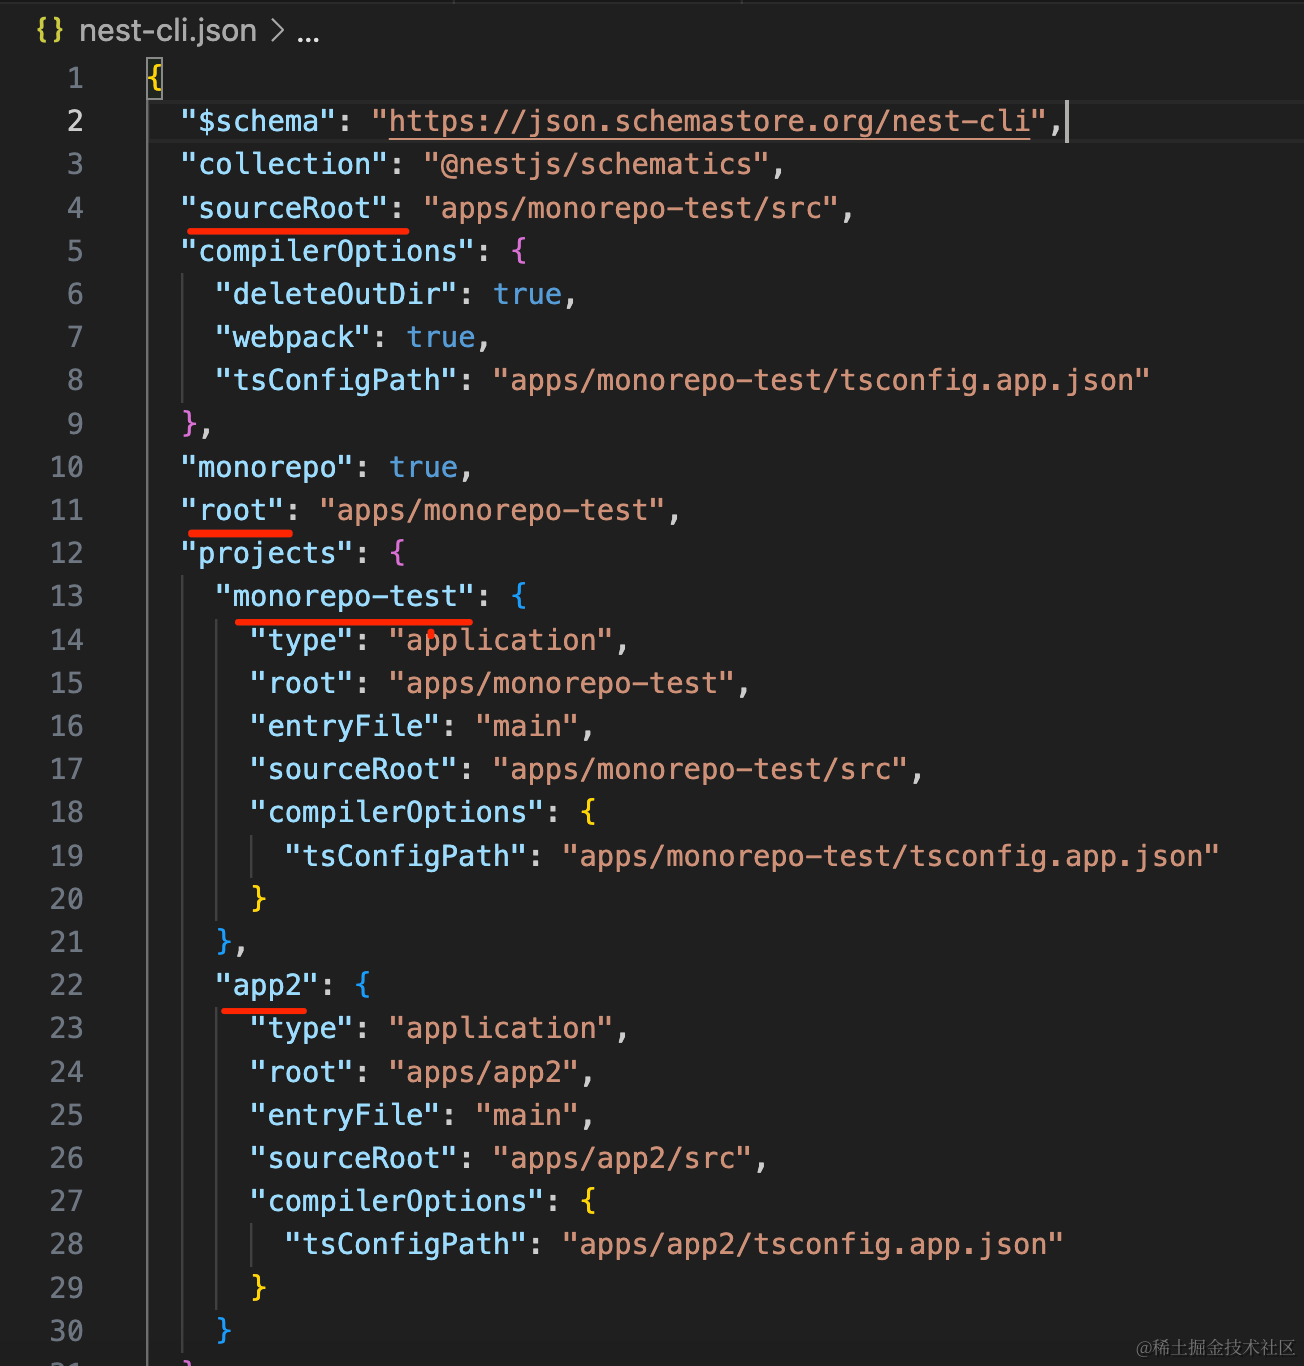 {} nest-cli.json > ...
1 {
2 "$schema": "https://json.schemastore.org/nest-cli",
3 "collection": "@nestjs/schematics",
4 "sourceRoot": "apps/monorepo-test/src",
5 "compilerOptions": {
6 "deleteOutDir": true,
7 "webpack": true,
8 "tsConfigPath": "apps/monorepo-test/tsconfig.app.json"
9 },
10 "monorepo": true,
11 "root": "apps/monorepo-test",
12 "projects": {
13 "monorepo-test": {
14 "type": "application",
15 "root": "apps/monorepo-test",
16 "entryFile": "main",
17 "sourceRoot": "apps/monorepo-test/src",
18 "compilerOptions": {
19 "tsConfigPath": "apps/monorepo-test/tsconfig.app.json"
20 }
21 },
22 "app2": {
23 "type": "application",
24 "root": "apps/app2",
25 "entryFile": "main",
26 "sourceRoot": "apps/app2/src",
27 "compilerOptions": {
28 "tsConfigPath": "apps/app2/tsconfig.app.json"
29 }
30 }
@稀土掘金技术社区